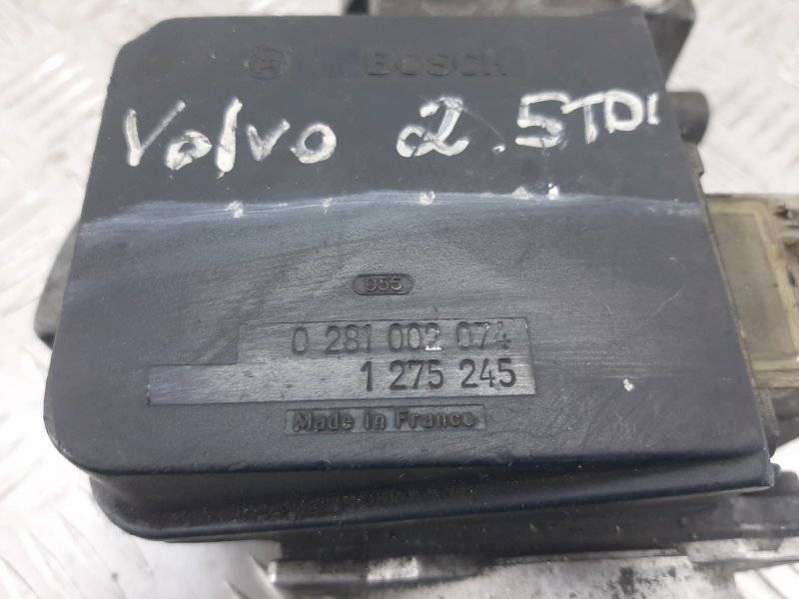 BOSCH
Volvo 2.5TDI
955
0 281 002 074
1 275 245
Made in France